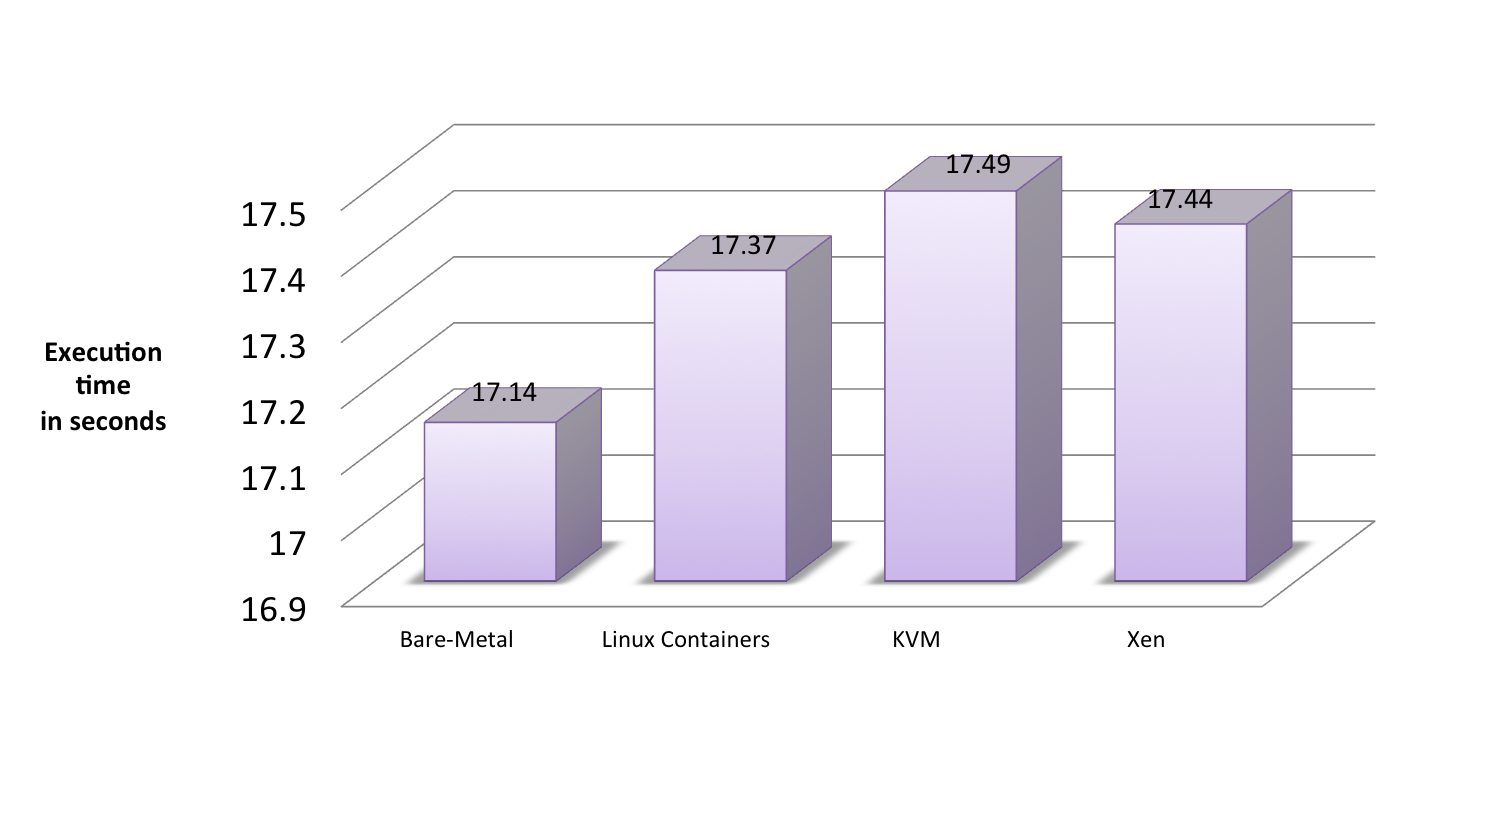 17.5
17.4
17.3
17.2
17.1
17
16.9
Execution
time
in seconds
17.14
17.37
17.49
17.44
Bare-Metal
Linux Containers
KVM
Xen